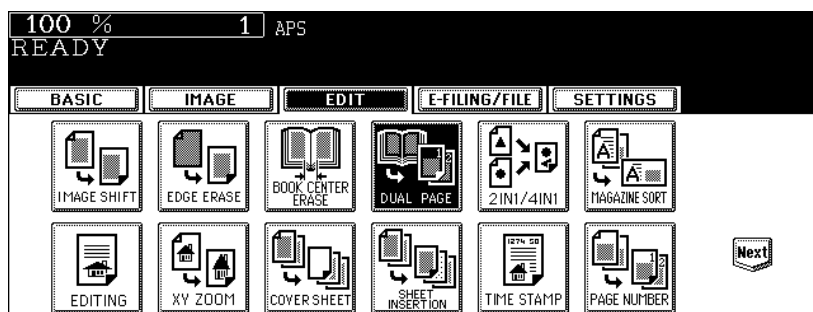 100 % 1 APS
READY
BASIC IMAGE EDIT E-FILING/FILE SETTINGS
IMAGE SHIFT EDGE ERASE BOOK CENTER ERASE DUAL PAGE 2IN1/4IN1 MAGAZINE SORT
EDITING XY ZOOM COVER SHEET SHEET INSERTION TIME STAMP PAGE NUMBER Next